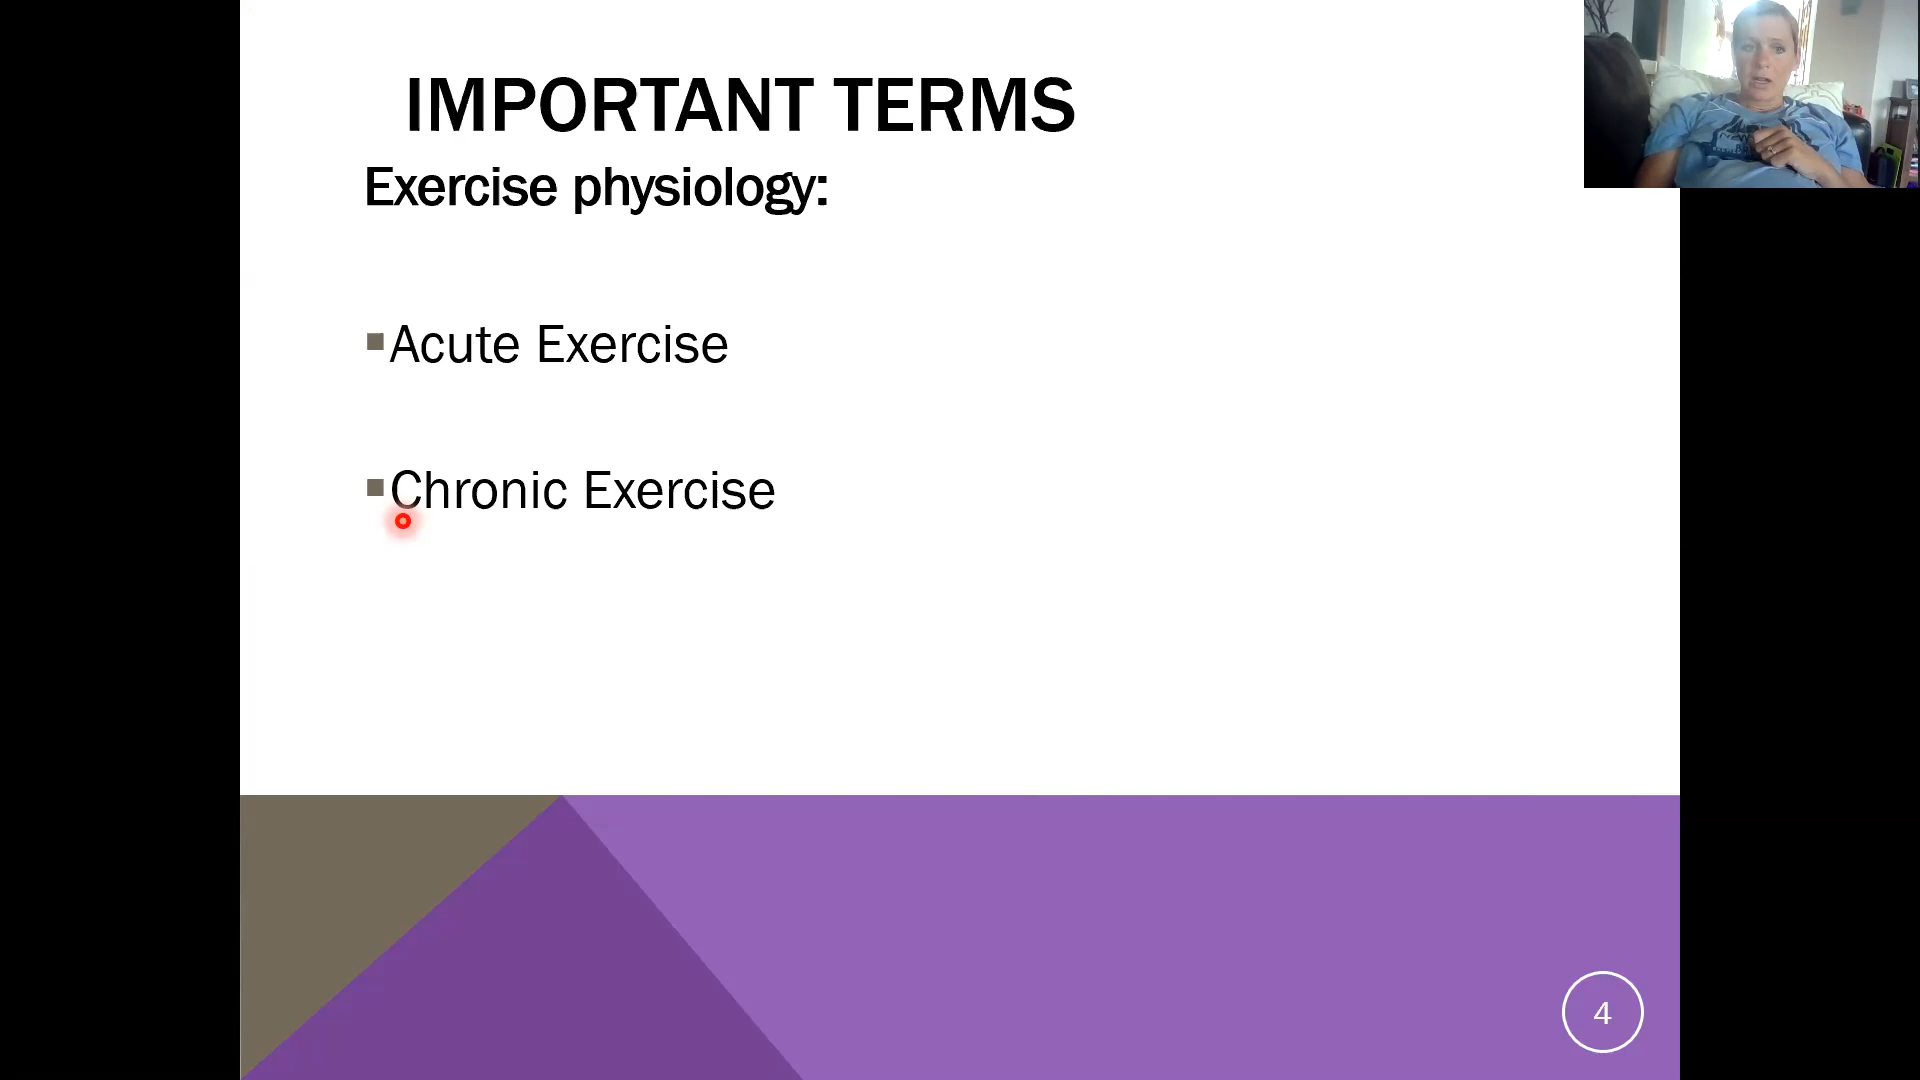 IMPORTANT TERMS
Exercise physiology:
Acute Exercise
Chronic Exercise
4